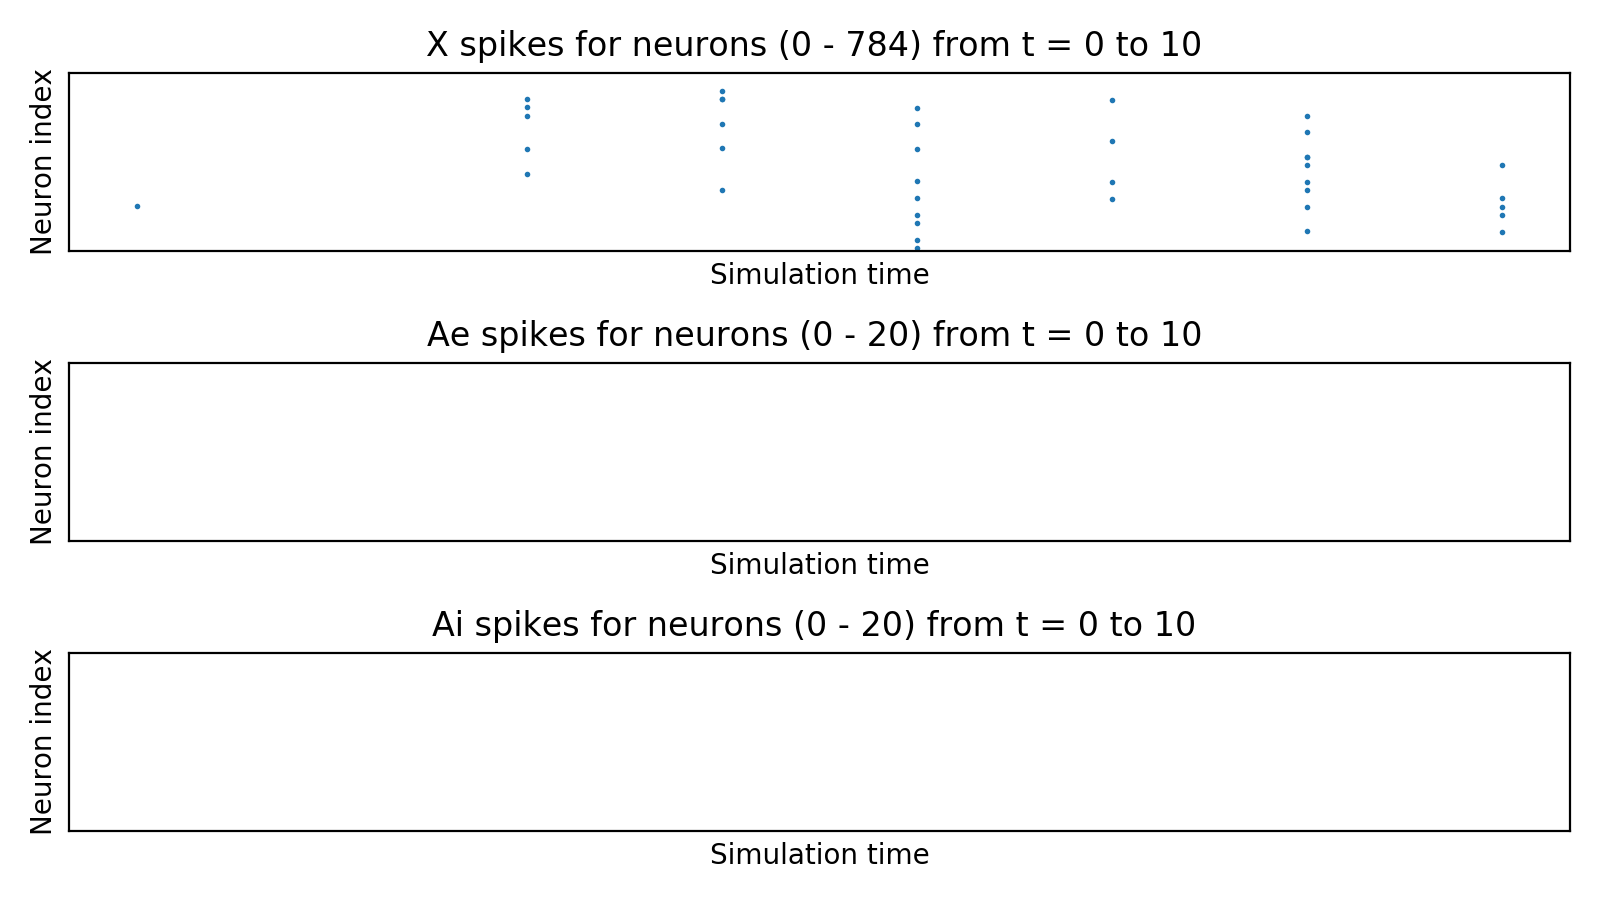 X spikes for neurons (0 - 784) from t = 0 to 10
Neuron index
Simulation time
Ae spikes for neurons (0 - 20) from t = 0 to 10
Neuron index
Simulation time
Ai spikes for neurons (0 - 20) from t = 0 to 10
Neuron index
Simulation time